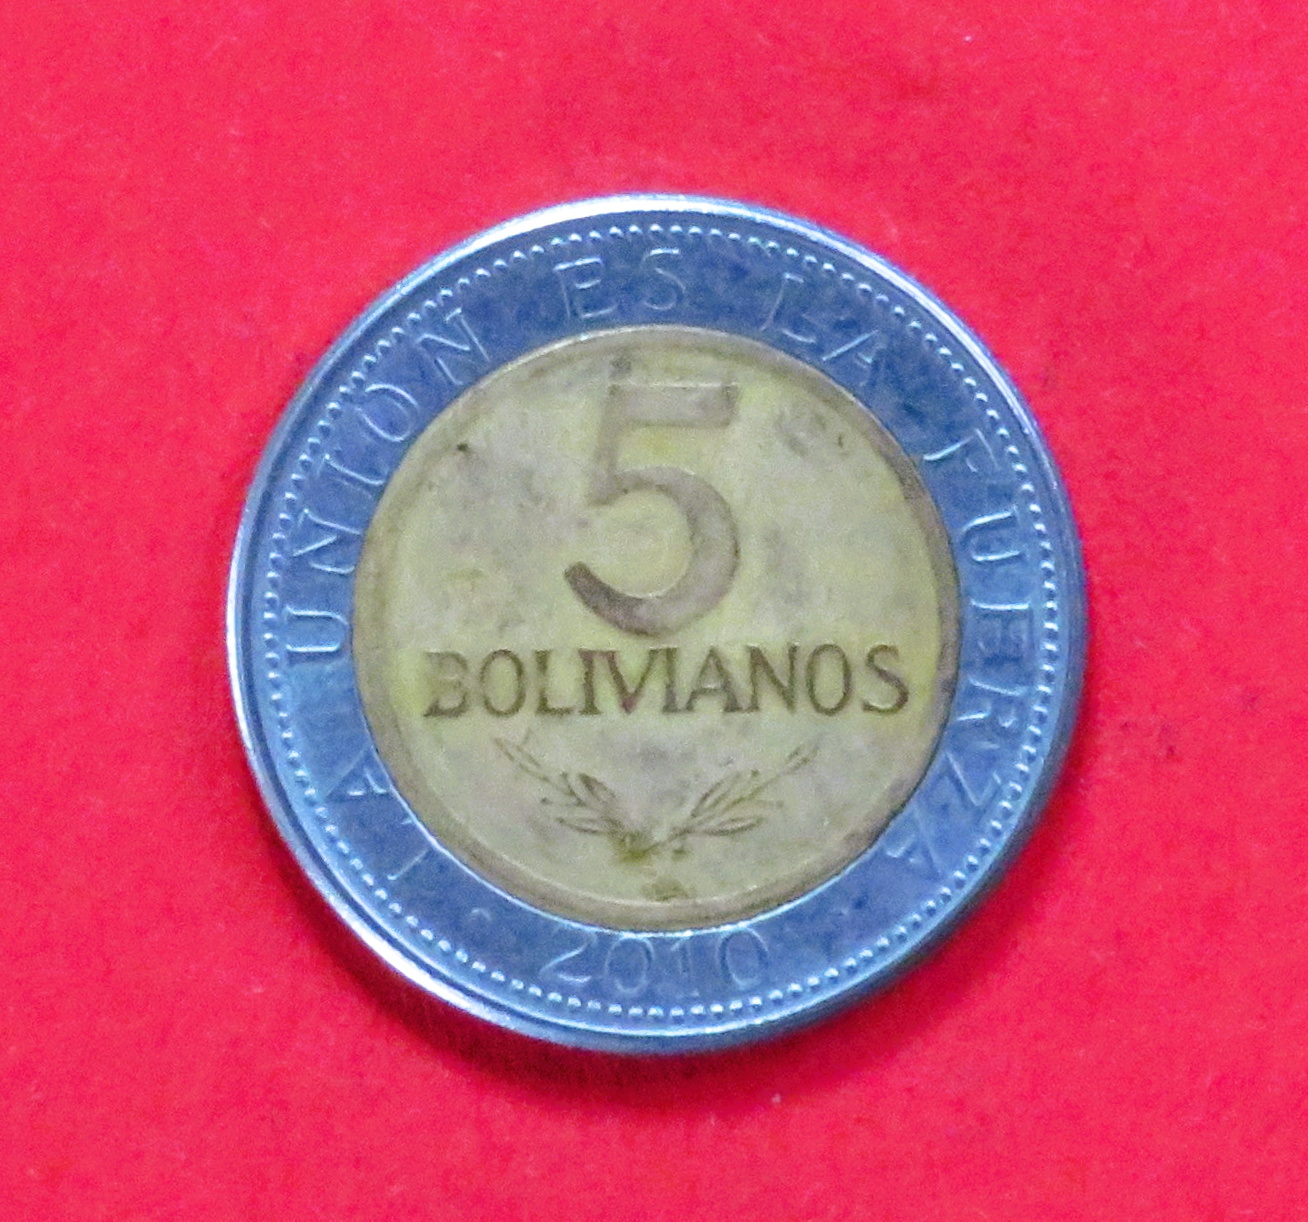 LA UNION ES LA FUERZA
5
BOLIVIANOS
2010